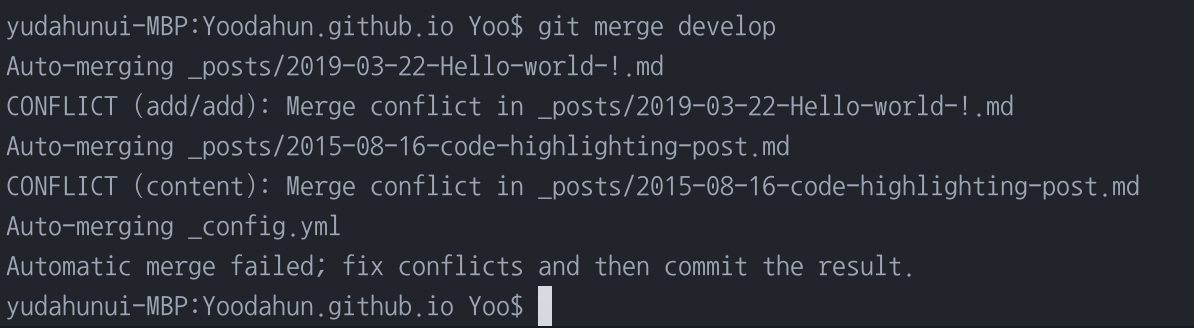 yudahunui-MBP:Yoodahun.github.io Yoo$ git merge develop
Auto-merging _posts/2019-03-22-Hello-world-!.md
CONFLICT (add/add): Merge conflict in _posts/2019-03-22-Hello-world-!.md
Auto-merging _posts/2015-08-16-code-highlighting-post.md
CONFLICT (content): Merge conflict in _posts/2015-08-16-code-highlighting-post.md
Auto-merging _config.yml
Automatic merge failed; fix conflicts and then commit the result.
yudahunui-MBP:Yoodahun.github.io Yoo$